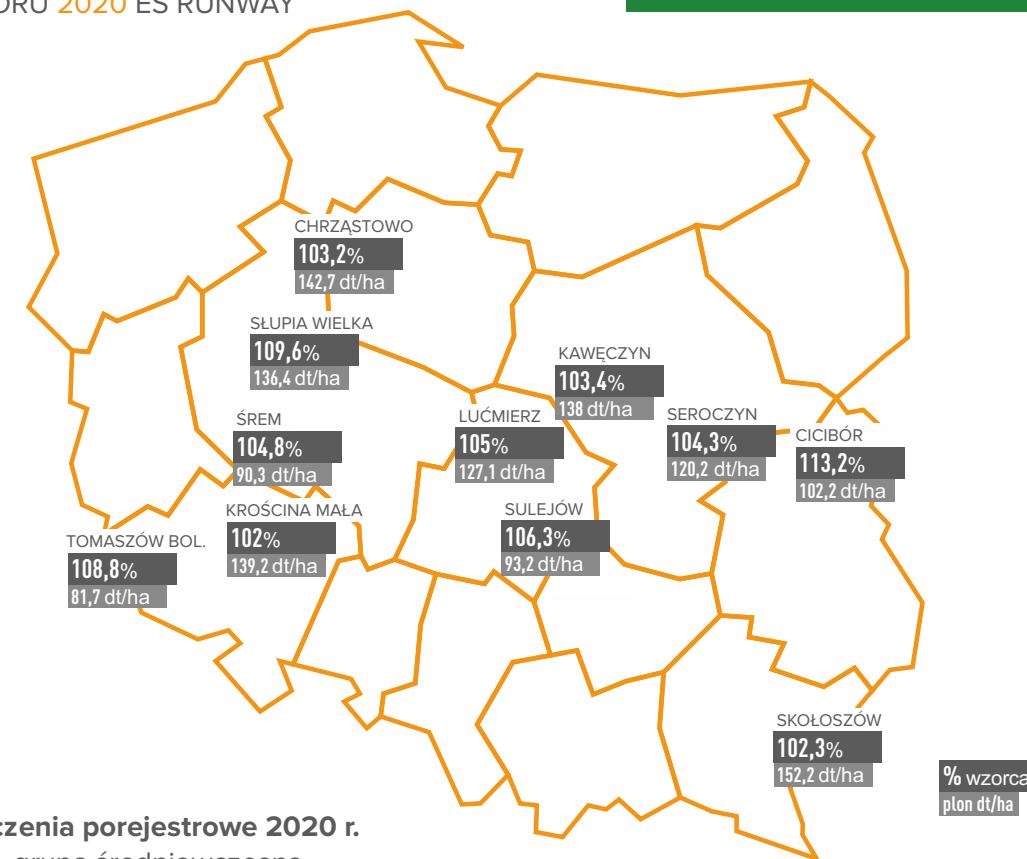 2020 ES RUNWAY
CHRZĄSTOWO
103,2%
142,7 dt/ha
SŁUPIA WIELKA
109,6%
136,4 dt/ha
KAWĘCZYN
103,4%
138 dt/ha
ŚREM
104,8%
90,3 dt/ha
LUĆMIERZ
105%
127,1 dt/ha
SEROCZYN
104,3%
120,2 dt/ha
CICIBÓR
113,2%
102,2 dt/ha
KROŚCINA MAŁA
102%
139,2 dt/ha
SULEJÓW
106,3%
93,2 dt/ha
TOMASZÓW BOL.
108,8%
81,7 dt/ha
SKOŁOSZÓW
102,3%
152,2 dt/ha
% wzorca
plon dt/ha
porejestrowe 2020 r.